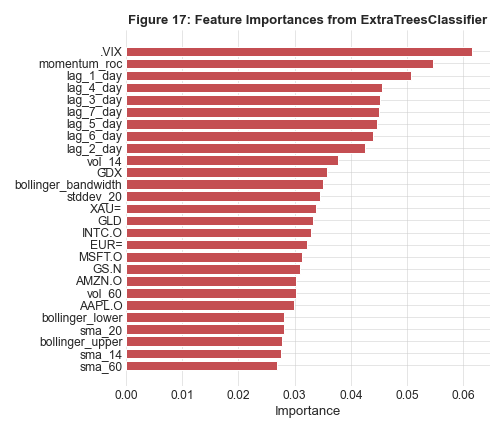 Figure 17: Feature Importances from ExtraTreesClassifier
.VIX
momentum_roc
lag_1_day
lag_4_day
lag_3_day
lag_7_day
lag_5_day
lag_6_day
lag_2_day
vol_14
GDX
bollinger_bandwidth
stddev_20
XAU=
GLD
INTC.O
EUR=
MSFT.O
GS.N
AMZN.O
vol_60
AAPL.O
bollinger_lower
sma_20
bollinger_upper
sma_14
sma_60
0.00 0.01 0.02 0.03 0.04 0.05 0.06
Importance